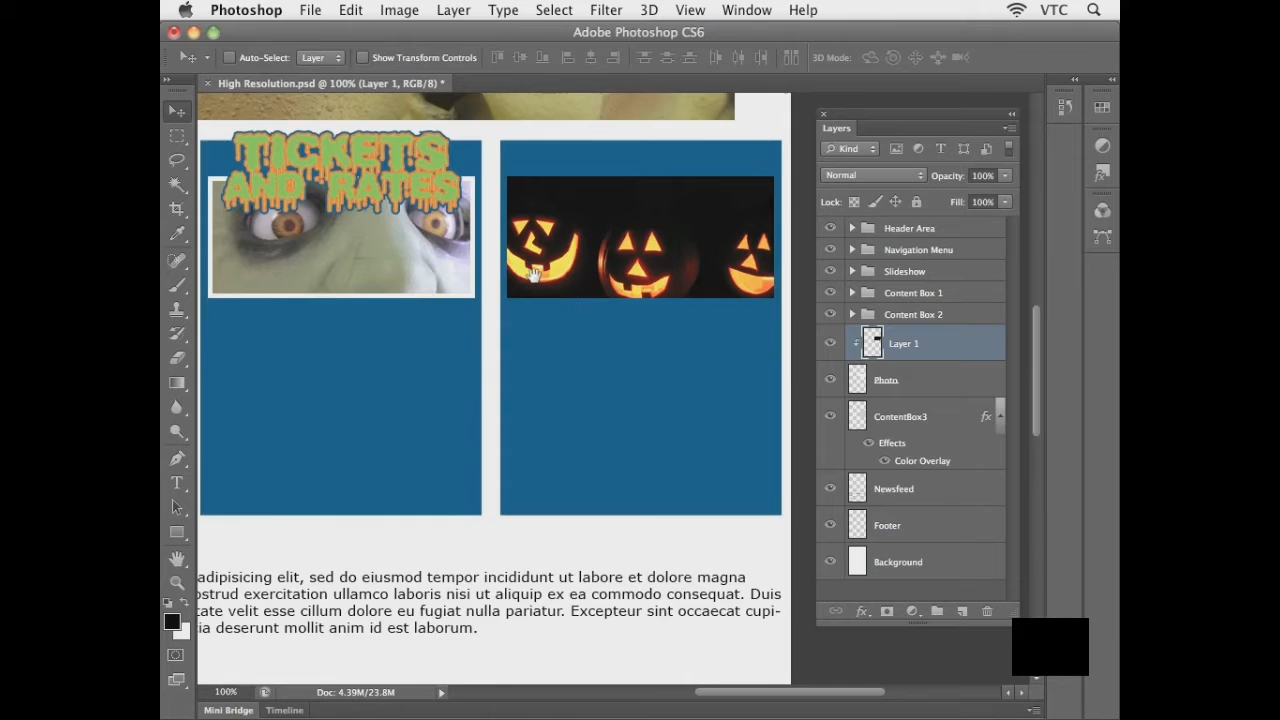 Photoshop File Edit Image Layer Type Select Filter 3D View Window Help VTC
Adobe Photoshop CS6
Auto-Select: Layer Show Transform Controls 3D Mode:
High Resolution.psd @ 100% (Layer 1, RGB/8) *
TICKETS
AND RATES
Layers
Kind
Normal Opacity: 100%
Lock: Fill: 100%
Header Area
Navigation Menu
Slideshow
Content Box 1
Content Box 2
Layer 1
Photo
ContentBox3 fx
Effects
Color Overlay
Newsfeed
Footer
Background
adipisicing elit, sed do eiusmod tempor incididunt ut labore et dolore magna
ostrud exercitation ullamco laboris nisi ut aliquip ex ea commodo consequat. Duis
tate velit esse cillum dolore eu fugiat nulla pariatur. Excepteur sint occaecat cupi-
ia deserunt mollit anim id est laborum.
100% Doc: 4.39M/23.8M
Mini Bridge Timeline